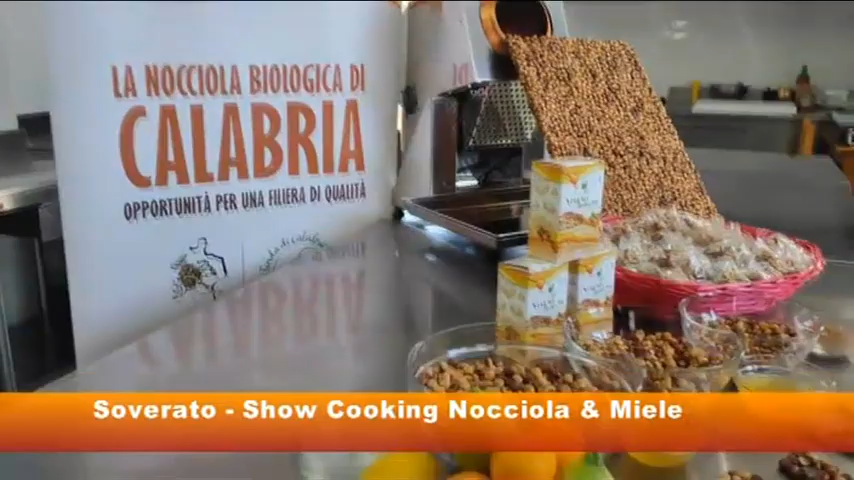 LA NOCCIOLA BIOLOGICA DI
CALABRIA
OPPORTUNITÀ PER UNA FILIERA DI QUALITÀ
Soverato - Show Cooking Nocciola & Miele